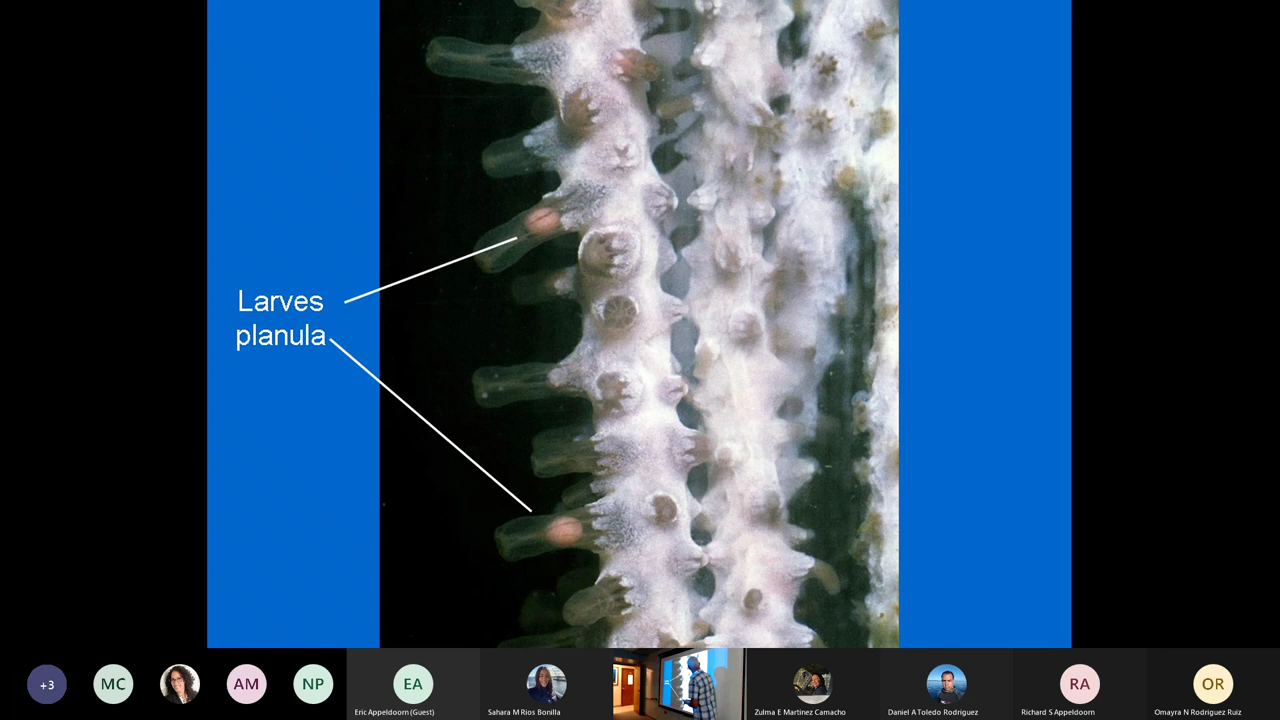 Larves
planula
+3
MC
AM
NP
EA
RA
OR
Eric Appeldoorn (Guest)
Sahara M Rios Bonilla
Zulma E Martinez Camacho
Daniel A Toledo Rodriguez
Richard S Appeldoorn
Omayra N Rodriguez Ruiz